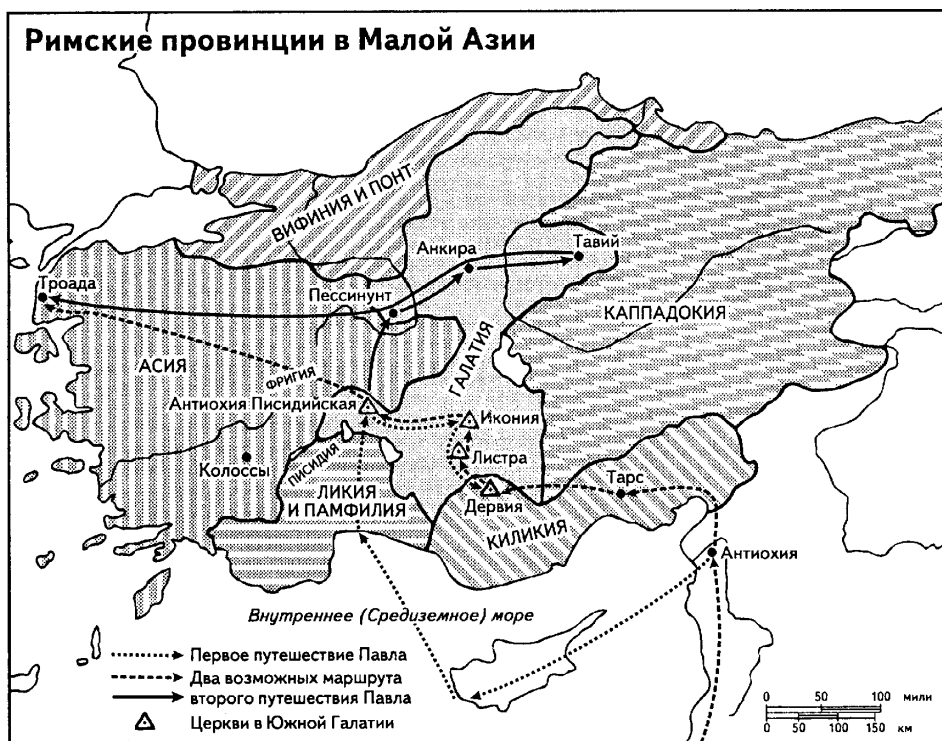 Римские провинции в Малой Азии
ВИФИНИЯ И ПОНТ
Анкира
Тавий
Троада
Пессинунт
КАППАДОКИЯ
АСИЯ
ФРИГИЯ
ГАЛАТИЯ
Антиохия Писидийская
Икония
Колоссы
ПИСИДИЯ
Листра
ЛИКИЯ
И ПАМФИЛИЯ
Дервия
Тарс
КИЛИКИЯ
Антиохия
Внутреннее (Средиземное) море
Первое путешествие Павла
Два возможных маршрута
второго путешествия Павла
Церкви в Южной Галатии
0 50 100 мили
0 50 100 150 км